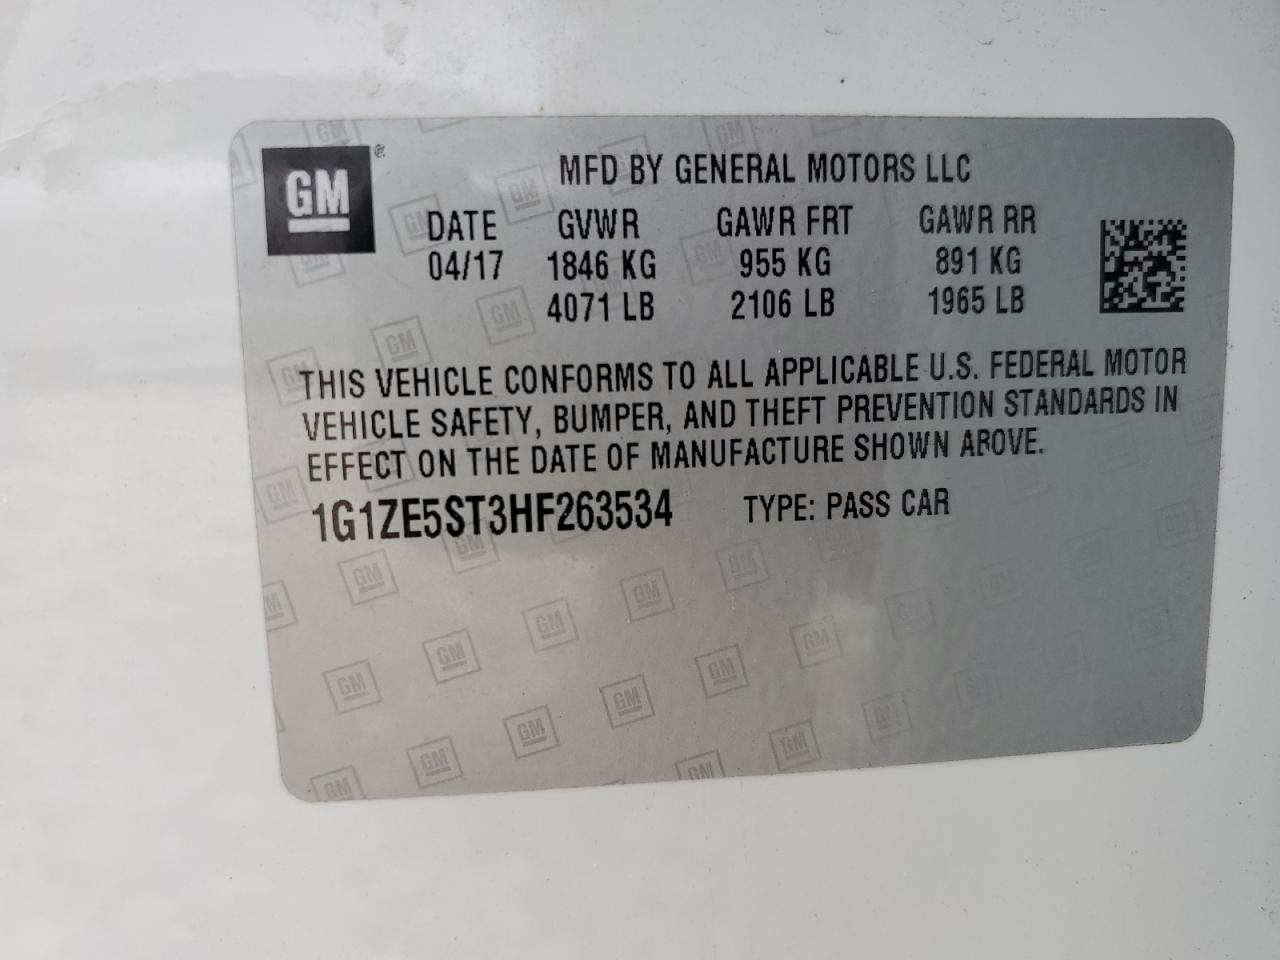 GM
MFD BY GENERAL MOTORS LLC
DATE GVWR GAWR FRT GAWR RR
04/17 1846 KG 955 KG 891 KG
4071 LB 2106 LB 1965 LB
THIS VEHICLE CONFORMS TO ALL APPLICABLE U.S. FEDERAL MOTOR
VEHICLE SAFETY, BUMPER, AND THEFT PREVENTION STANDARDS IN
EFFECT ON THE DATE OF MANUFACTURE SHOWN ABOVE.
1G1ZE5ST3HF263534 TYPE: PASS CAR